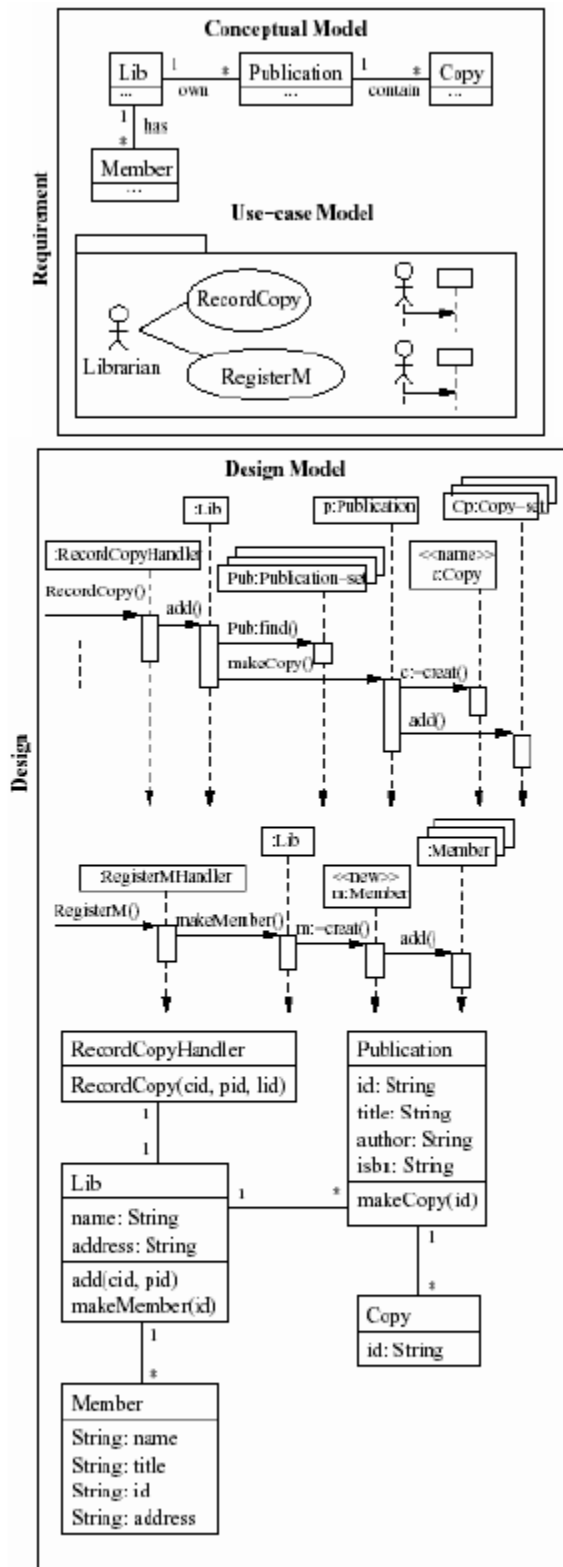 Conceptual Model
Lib
...
1
own
*
Publication
...
1
contain
*
Copy
...
1
has
*
Member
...
Requirement
Use-case Model
Librarian
RecordCopy
RegisterM
Design
Design Model
:Lib
p:Publication
Cp:Copy-set
:RecordCopyHandler
Pub:Publication-set
<<name>>
c:Copy
RecordCopy()
add()
Pub:find()
makeCopy()
c:=creat()
add()
:Lib
:Member
:RegisterMHandler
<<new>>
m:Member
RegisterM()
makeMember()
m:=creat()
add()
RecordCopyHandler
RecordCopy(cid, pid, lid)
1
1
Lib
name: String
address: String
add(cid, pid)
makeMember(id)
1
*
Publication
id: String
title: String
author: String
isbn: String
makeCopy(id)
1
*
Copy
id: String
1
*
Member
String: name
String: title
String: id
String: address